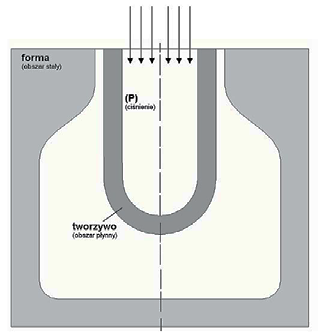 forma
(obszar stały)
(P)
(ciśnienie)
tworzywo
(obszar płynny)